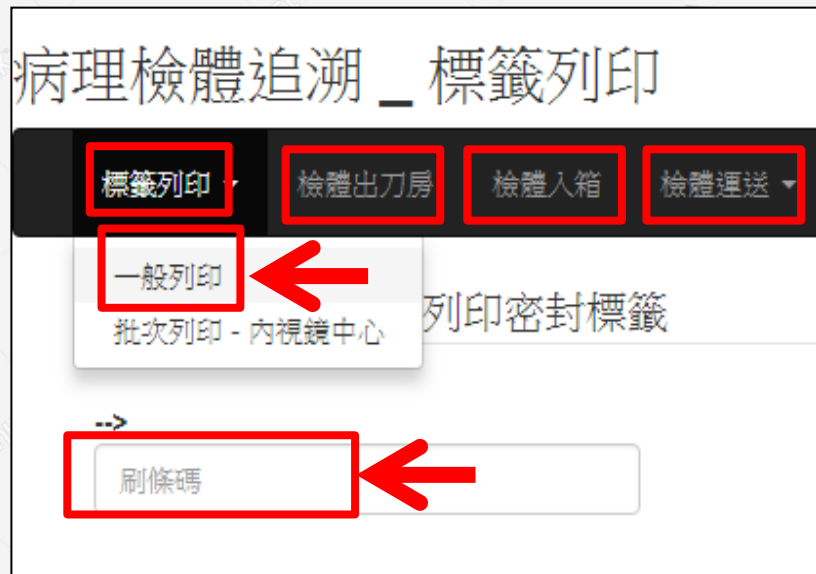 病理檢體追溯 _ 標籤列印
標籤列印 檢體出刀房 檢體入箱 檢體運送
一般列印
列印密封標籤
批次列印 - 內視鏡中心
-->
刷條碼